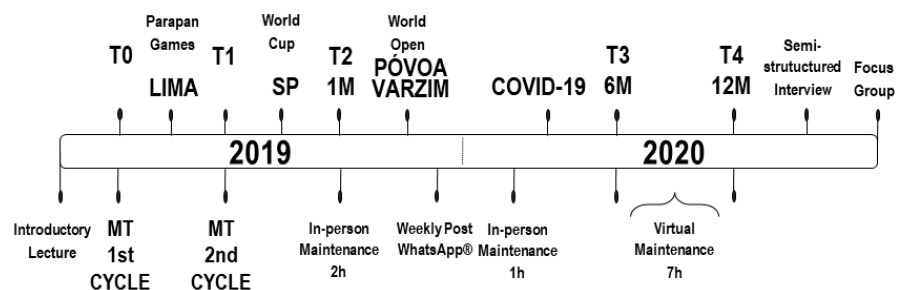 Parapan
Games
LIMA
World
Cup
SP
World
Open
PÓVOA
VARZIM
T0
T1
T2
1M
COVID-19
T3
6M
T4
12M
Semi-
strutuctured
Interview
Focus
Group
2019
2020
Introductory
Lecture
MT
1st
CYCLE
MT
2nd
CYCLE
In-person
Maintenance
2h
Weekly Post
WhatsApp®
In-person
Maintenance
1h
Virtual
Maintenance
7h